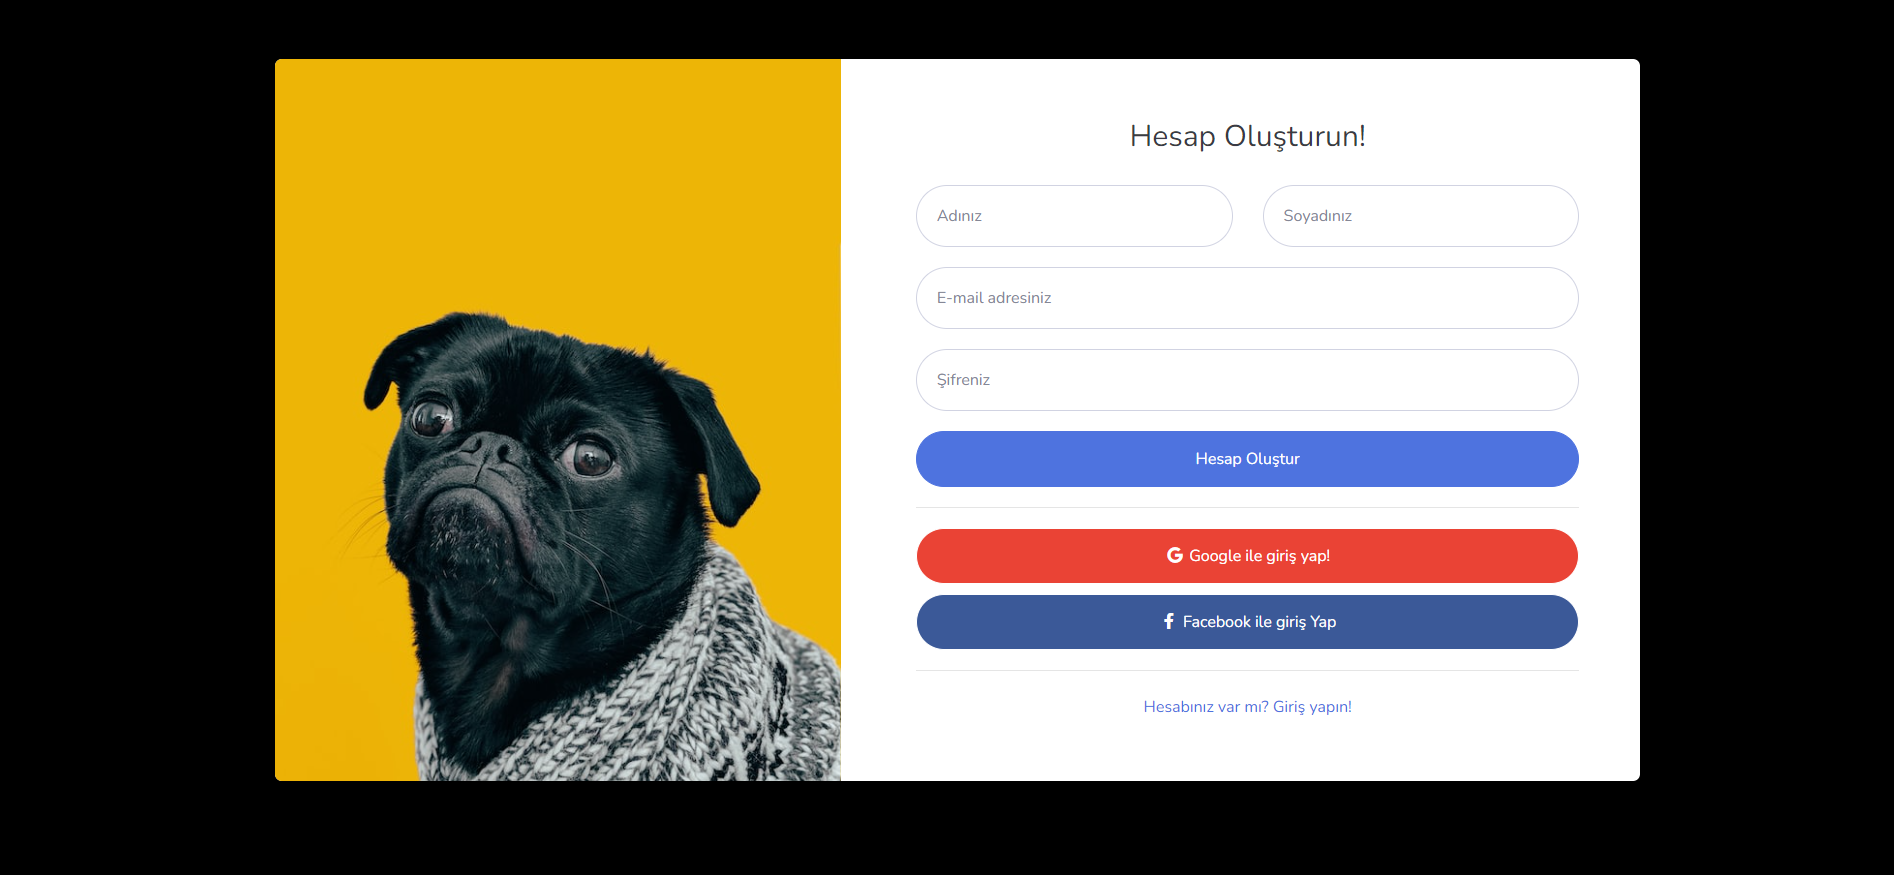 Hesap Oluşturun!
Adınız
Soyadınız
E-mail adresiniz
Şifreniz
Hesap Oluştur
Google ile giriş yap!
Facebook ile giriş Yap
Hesabınız var mı? Giriş yapın!